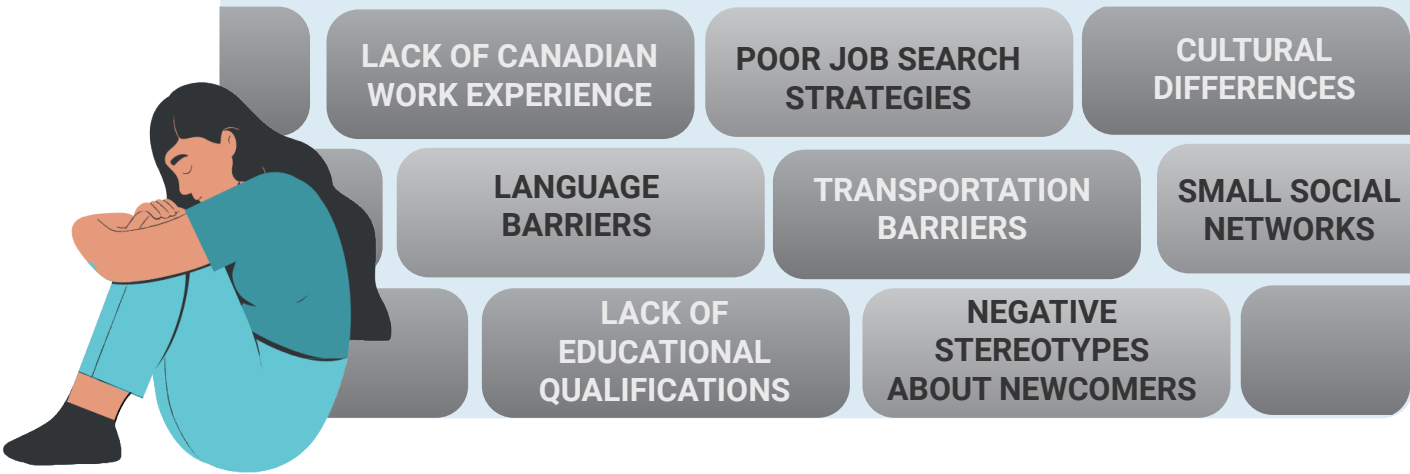 LACK OF CANADIAN
WORK EXPERIENCE
POOR JOB SEARCH
STRATEGIES
CULTURAL
DIFFERENCES
LANGUAGE
BARRIERS
TRANSPORTATION
BARRIERS
SMALL SOCIAL
NETWORKS
LACK OF
EDUCATIONAL
QUALIFICATIONS
NEGATIVE
STEREOTYPES
ABOUT NEWCOMERS